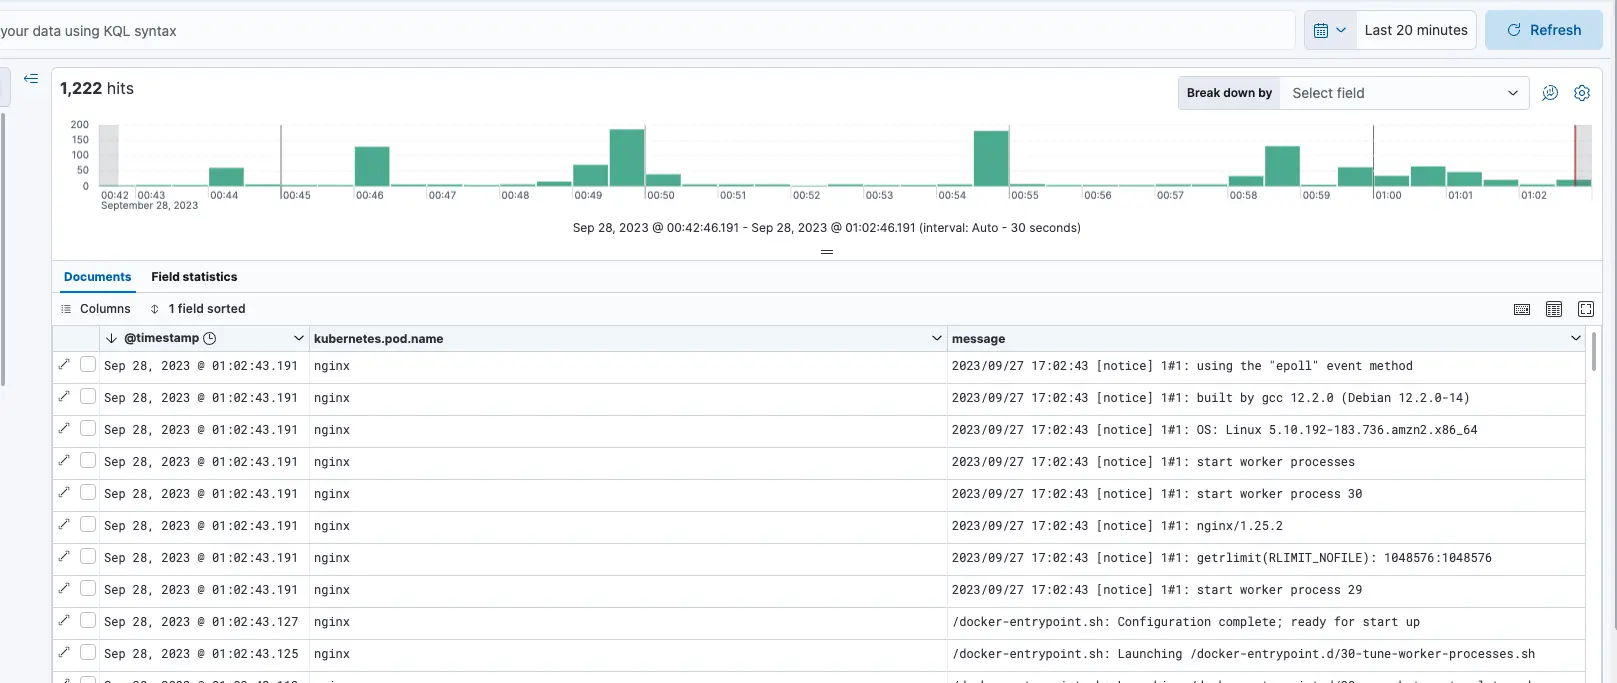 your data using KQL syntax Last 20 minutes Refresh
1,222 hits Break down by Select field
200
150
100
50
0
00:42 00:43 00:44 00:45 00:46 00:47 00:48 00:49 00:50 00:51 00:52 00:53 00:54 00:55 00:56 00:57 00:58 00:59 01:00 01:01 01:02
September 28, 2023
Sep 28, 2023 @ 00:42:46.191 - Sep 28, 2023 @ 01:02:46.191 (interval: Auto - 30 seconds)
Documents Field statistics
Columns 1 field sorted
@timestamp kubernetes.pod.name message
Sep 28, 2023 @ 01:02:43.191 nginx 2023/09/27 17:02:43 [notice] 1#1: using the "epoll" event method
Sep 28, 2023 @ 01:02:43.191 nginx 2023/09/27 17:02:43 [notice] 1#1: built by gcc 12.2.0 (Debian 12.2.0-14)
Sep 28, 2023 @ 01:02:43.191 nginx 2023/09/27 17:02:43 [notice] 1#1: OS: Linux 5.10.192-183.736.amzn2.x86_64
Sep 28, 2023 @ 01:02:43.191 nginx 2023/09/27 17:02:43 [notice] 1#1: start worker processes
Sep 28, 2023 @ 01:02:43.191 nginx 2023/09/27 17:02:43 [notice] 1#1: start worker process 30
Sep 28, 2023 @ 01:02:43.191 nginx 2023/09/27 17:02:43 [notice] 1#1: nginx/1.25.2
Sep 28, 2023 @ 01:02:43.191 nginx 2023/09/27 17:02:43 [notice] 1#1: getrlimit(RLIMIT_NOFILE): 1048576:1048576
Sep 28, 2023 @ 01:02:43.191 nginx 2023/09/27 17:02:43 [notice] 1#1: start worker process 29
Sep 28, 2023 @ 01:02:43.127 nginx /docker-entrypoint.sh: Configuration complete; ready for start up
Sep 28, 2023 @ 01:02:43.125 nginx /docker-entrypoint.sh: Launching /docker-entrypoint.d/30-tune-worker-processes.sh